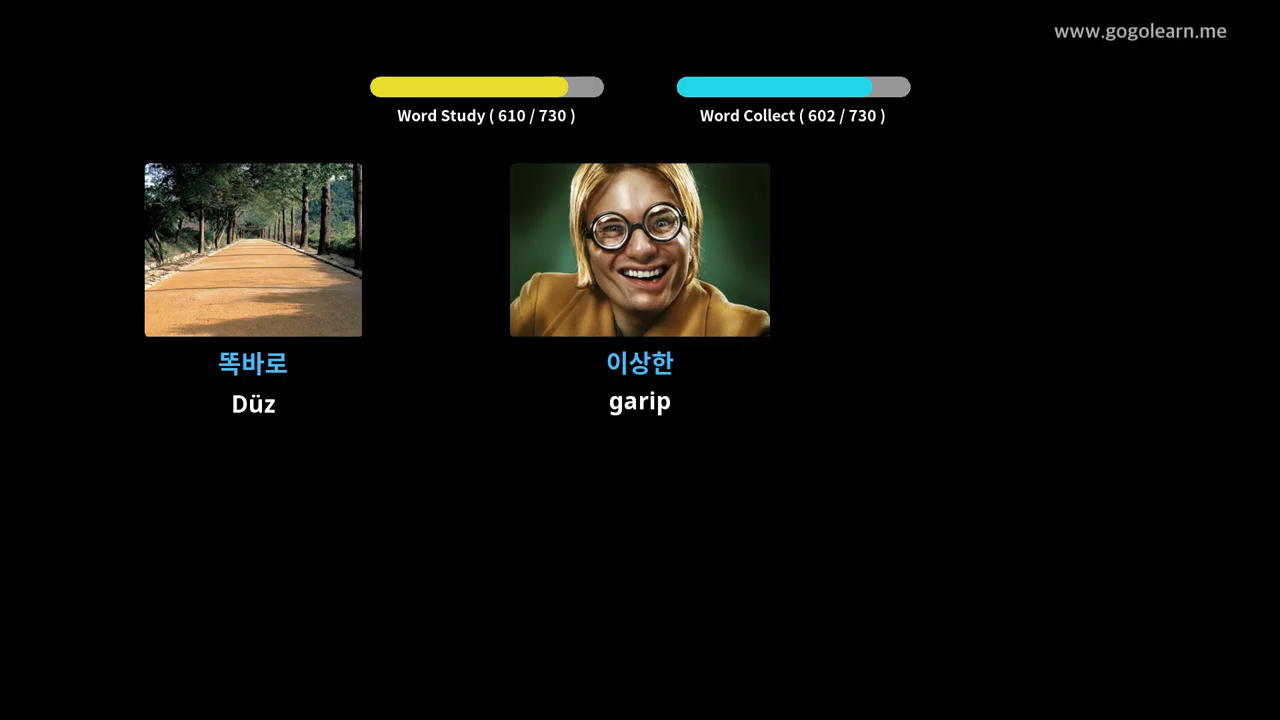 www.gogolearn.me
Word Study ( 610 / 730 )
Word Collect ( 602 / 730 )
똑바로
Düz
이상한
garip